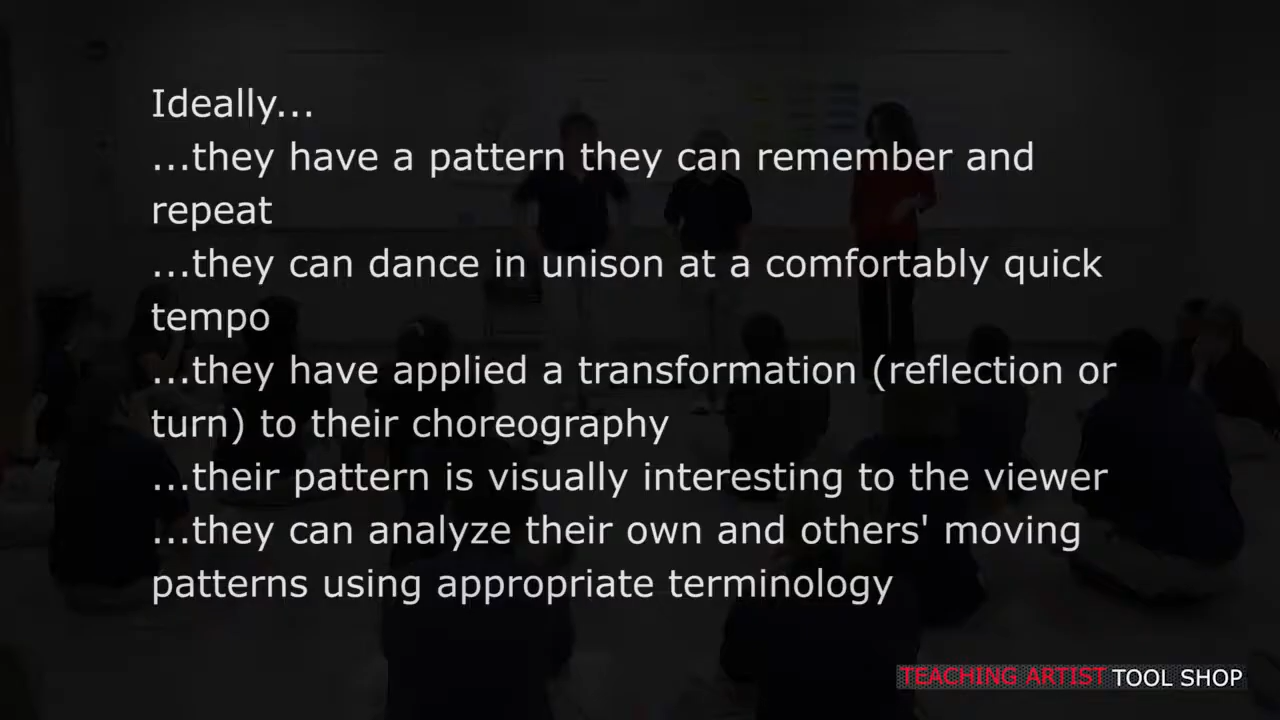 Ideally...
...they have a pattern they can remember and
repeat
...they can dance in unison at a comfortably quick
tempo
...they have applied a transformation (reflection or
turn) to their choreography
...their pattern is visually interesting to the viewer
...they can analyze their own and others' moving
patterns using appropriate terminology
TEACHING ARTIST TOOL SHOP